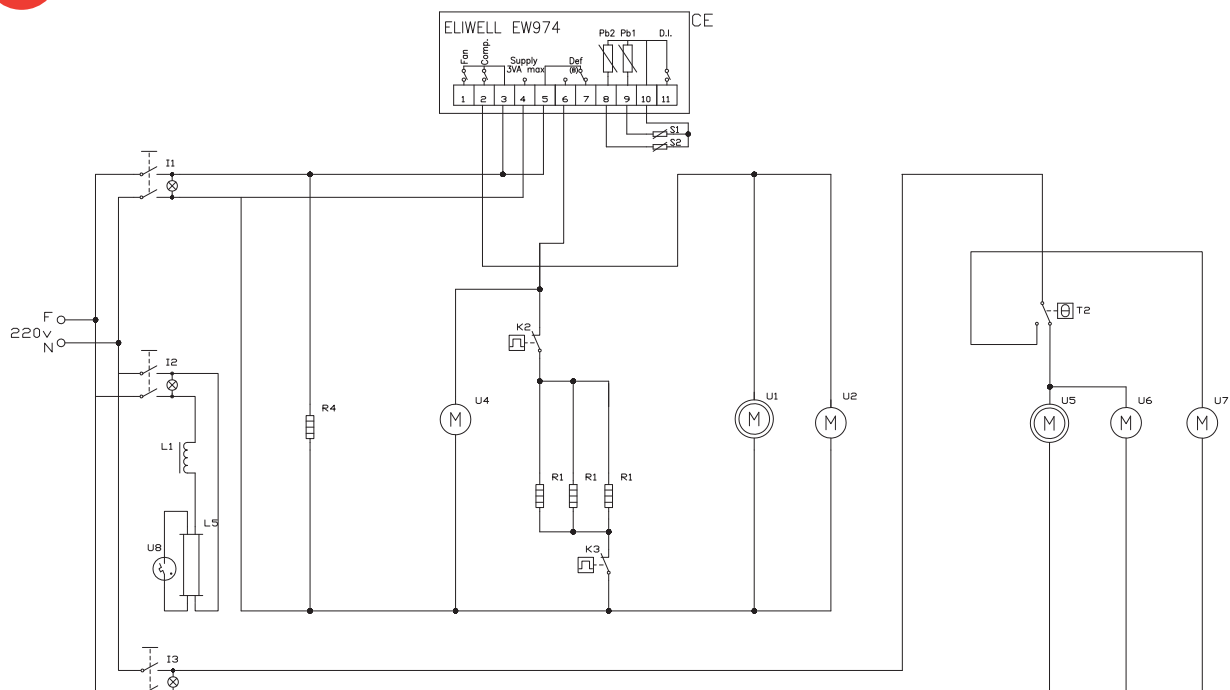 ELIWELL EW974
CE
Fan
Comp.
Supply
3VA max
Def
(#)
Pb2 Pb1
D.I.
1 2 3 4 5 6 7 8 9 10 11
S1
S2
I1
F
220v
N
I2
K2
T2
R4
U4
U1
U2
U5
U6
U7
L1
R1 R1 R1
L5
U8
K3
I3
M
M
M
M
M
M
θ